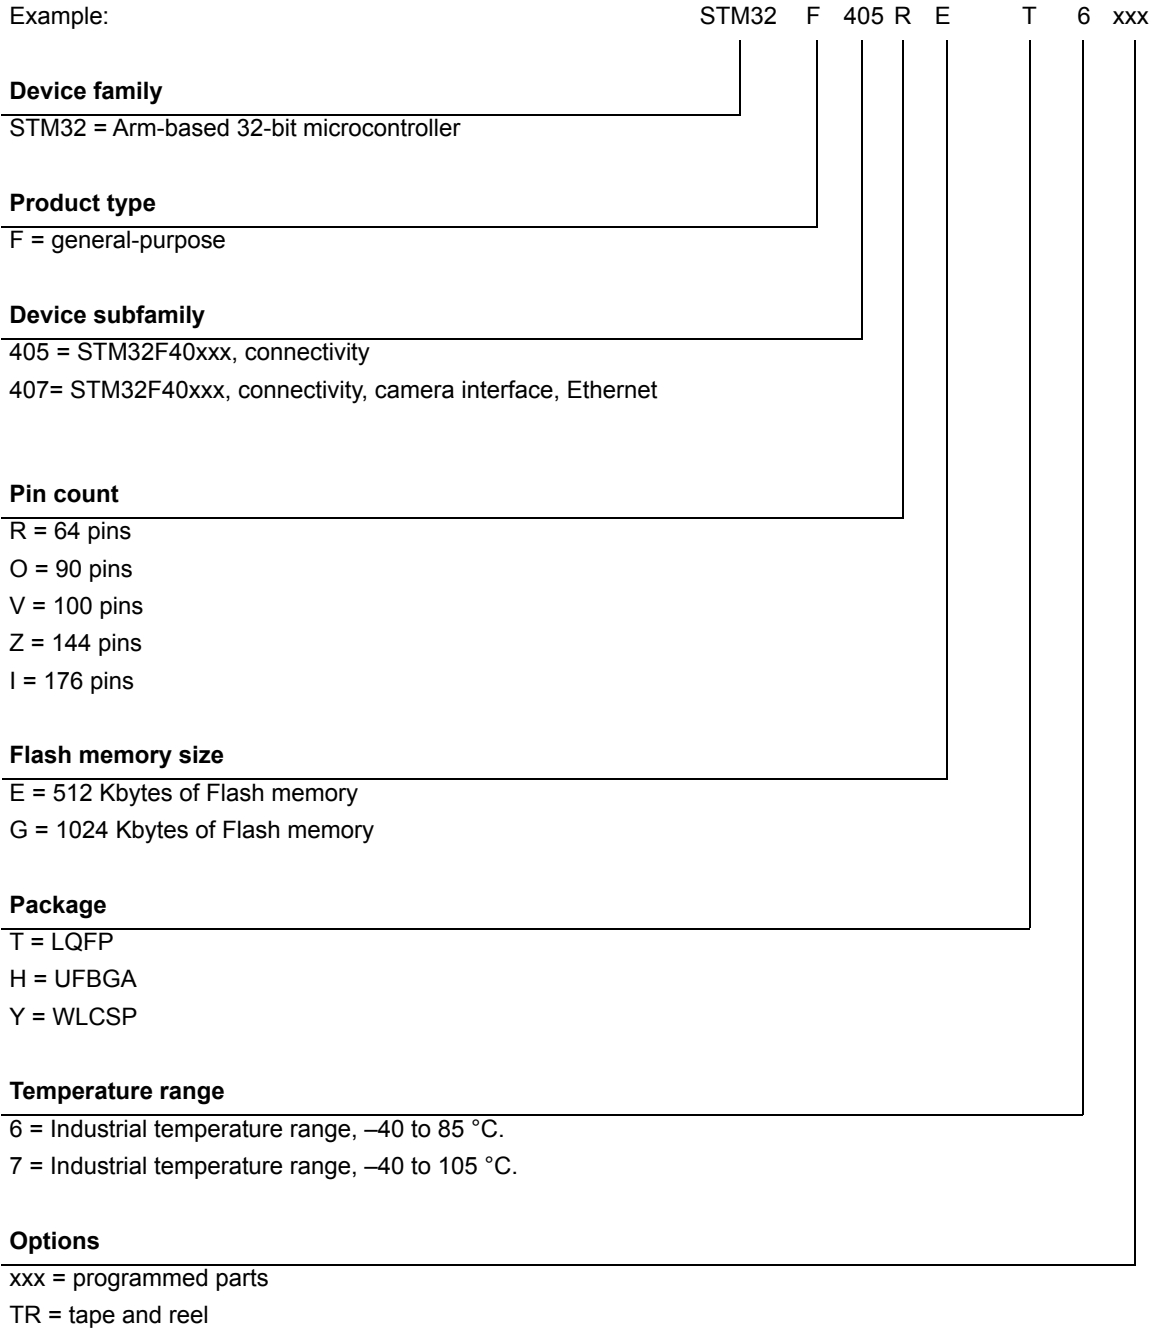 Example: STM32 F 405 R E T 6 xxx
Device family
STM32 = Arm-based 32-bit microcontroller
Product type
F = general-purpose
Device subfamily
405 = STM32F40xxx, connectivity
407= STM32F40xxx, connectivity, camera interface, Ethernet
Pin count
R = 64 pins
O = 90 pins
V = 100 pins
Z = 144 pins
I = 176 pins
Flash memory size
E = 512 Kbytes of Flash memory
G = 1024 Kbytes of Flash memory
Package
T = LQFP
H = UFBGA
Y = WLCSP
Temperature range
6 = Industrial temperature range, –40 to 85 °C.
7 = Industrial temperature range, –40 to 105 °C.
Options
xxx = programmed parts
TR = tape and reel